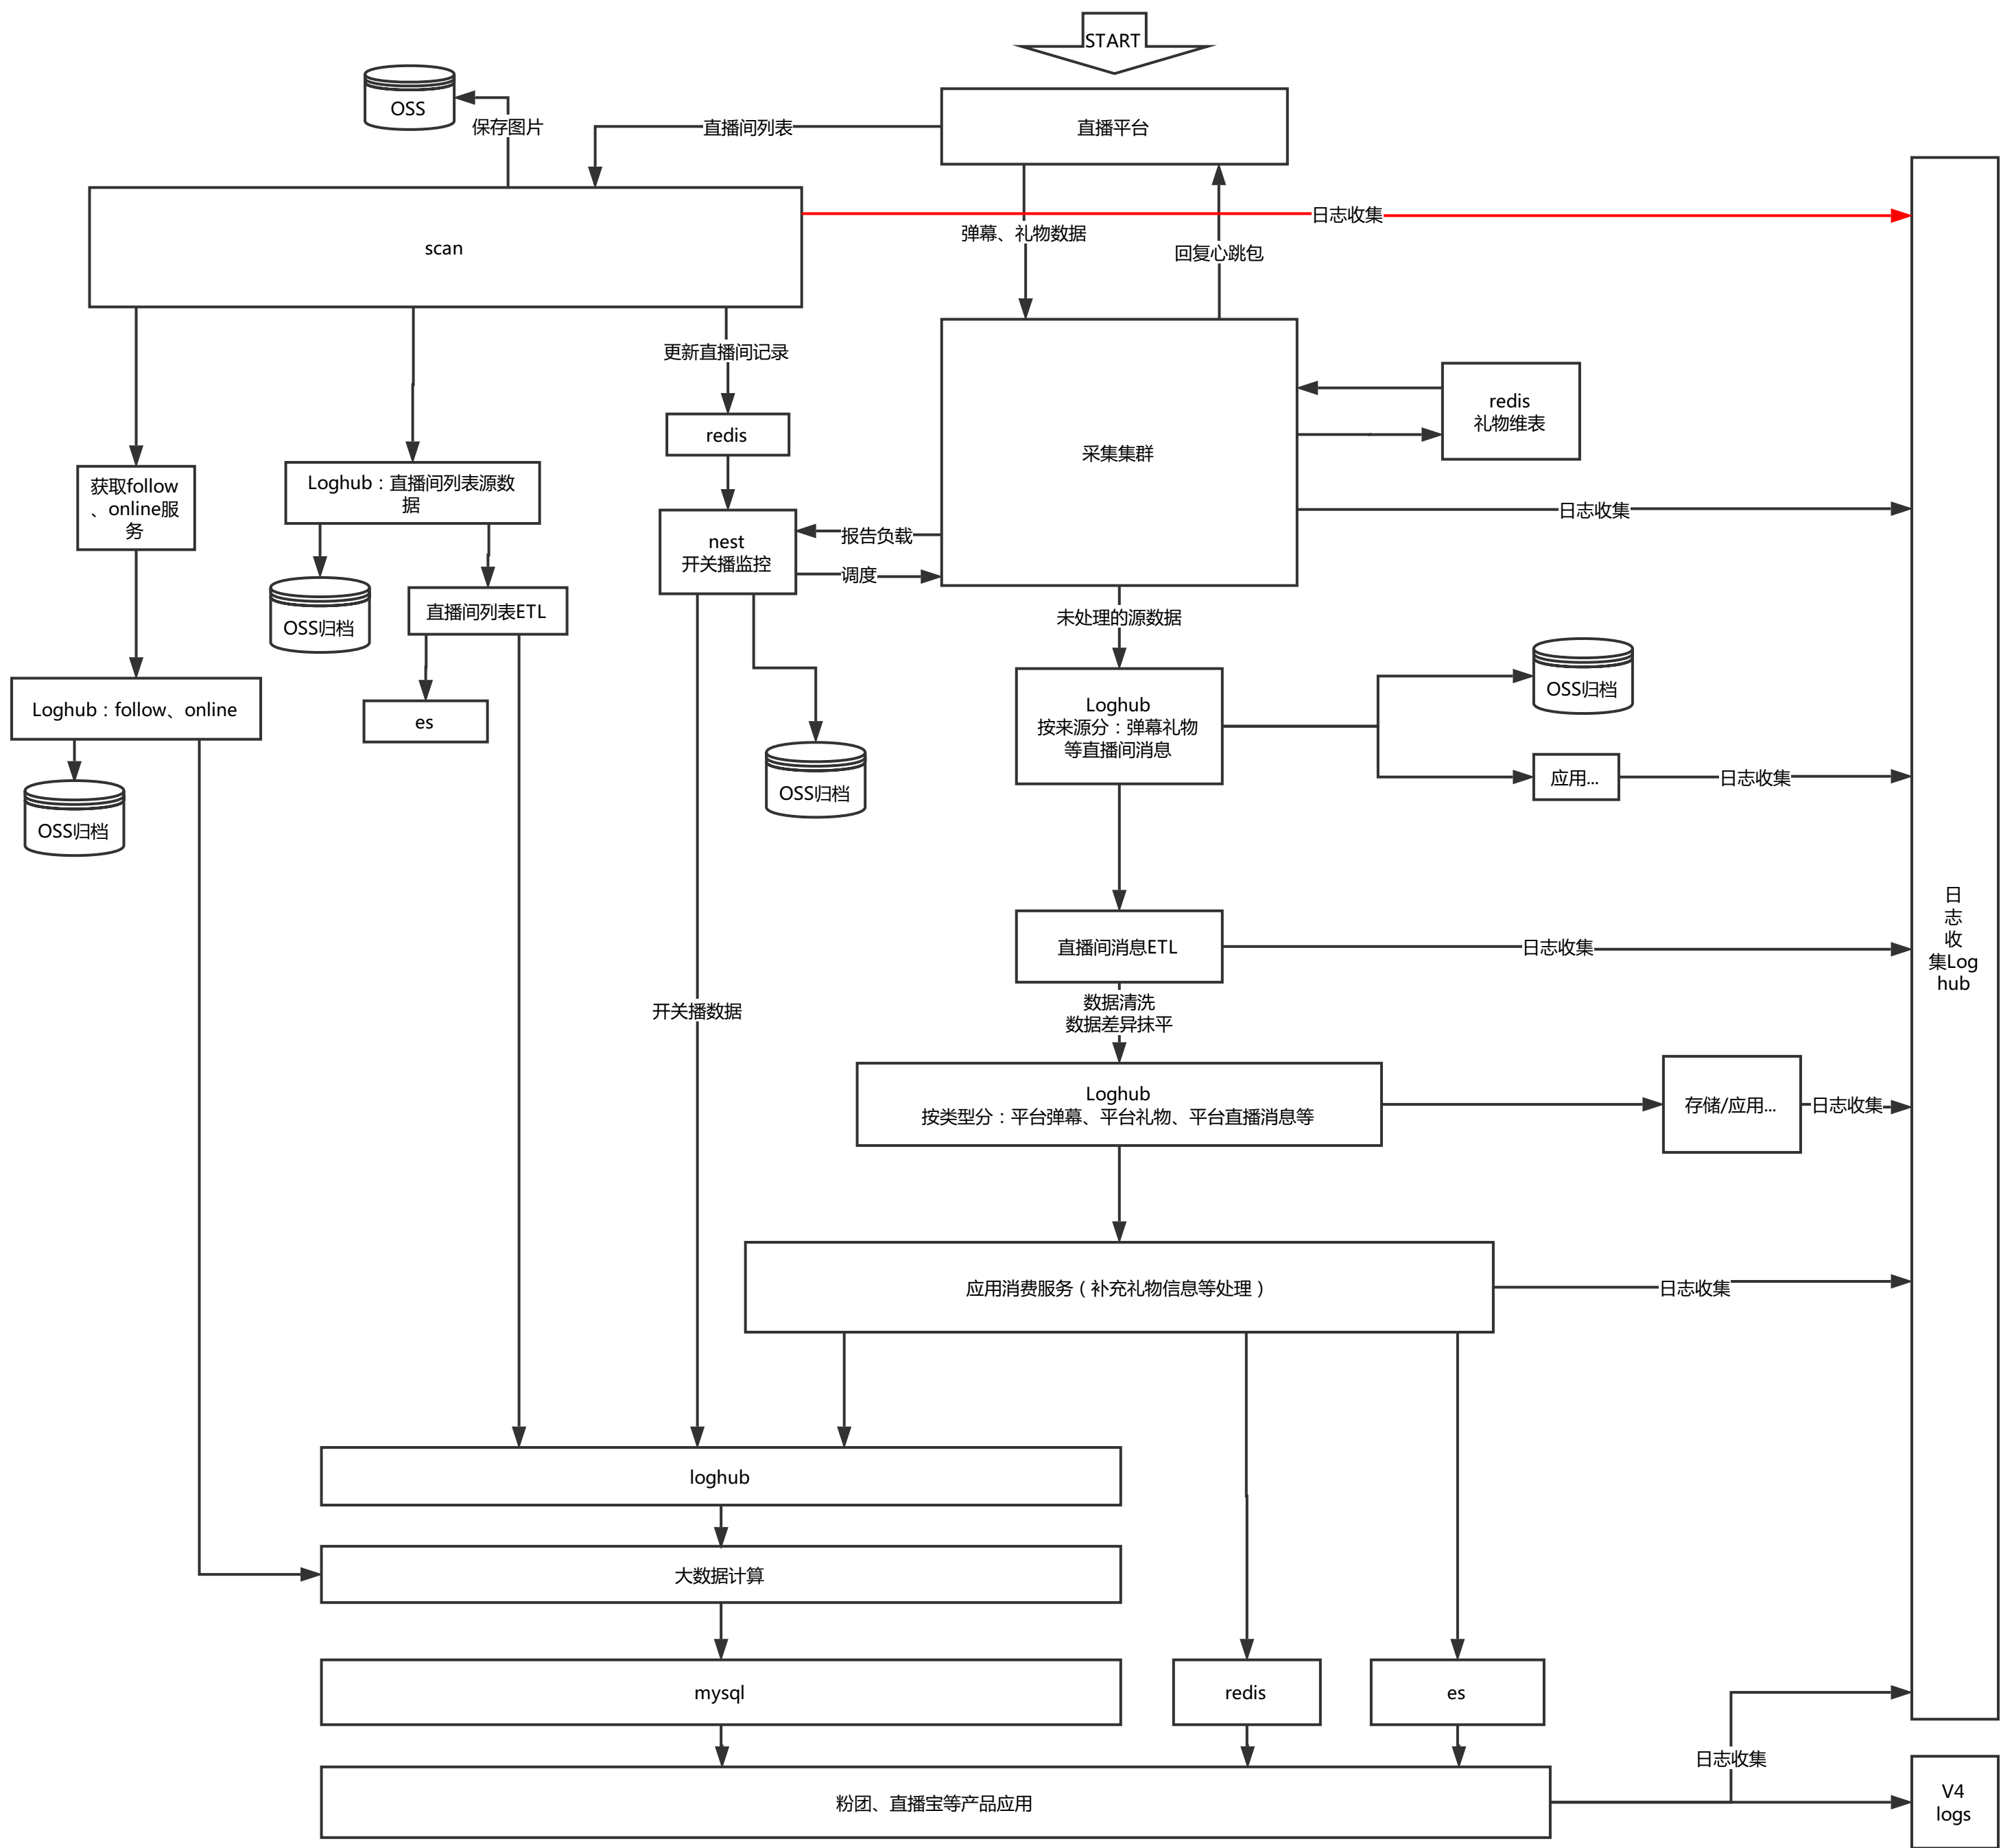 START
OSS
保存图片
直播间列表
直播平台
scan
日志收集
弹幕、礼物数据
回复心跳包
更新直播间记录
redis
redis
礼物维表
采集集群
获取follow
、online服
务
Loghub：直播间列表源数
据
日志收集
nest
开关播监控
报告负载
调度
OSS归档
直播间列表ETL
未处理的源数据
Loghub：follow、online
es
Loghub
按来源分：弹幕礼物
等直播间消息
OSS归档
应用...
日志收集
OSS归档
OSS归档
日
志
收
集Log
hub
直播间消息ETL
日志收集
开关播数据
数据清洗
数据差异抹平
Loghub
按类型分：平台弹幕、平台礼物、平台直播消息等
存储/应用...
日志收集
应用消费服务（补充礼物信息等处理）
日志收集
loghub
大数据计算
mysql
redis
es
日志收集
粉团、直播宝等产品应用
V4
logs